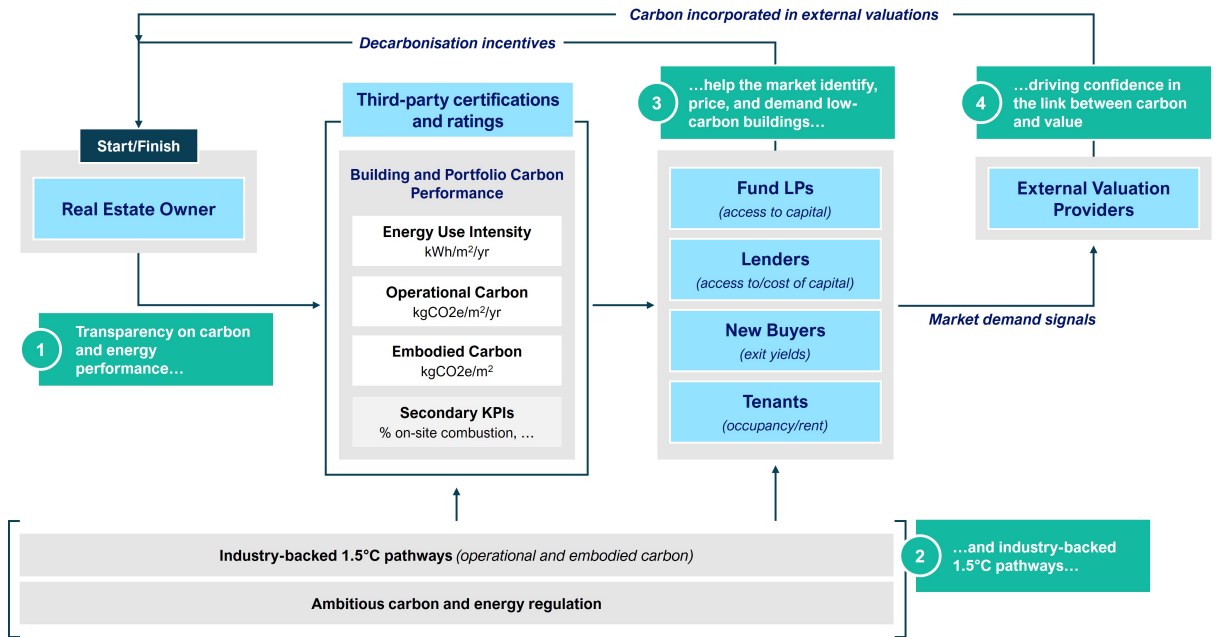 Carbon incorporated in external valuations
Decarbonisation incentives
Start/Finish
Real Estate Owner
1
Transparency on carbon
and energy
performance…
Third-party certifications
and ratings
Building and Portfolio Carbon
Performance
Energy Use Intensity
kWh/m²/yr
Operational Carbon
kgCO2e/m²/yr
Embodied Carbon
kgCO2e/m²
Secondary KPIs
% on-site combustion, …
3
…help the market identify,
price, and demand low-
carbon buildings…
Fund LPs
(access to capital)
Lenders
(access to/cost of capital)
New Buyers
(exit yields)
Tenants
(occupancy/rent)
4
…driving confidence in
the link between carbon
and value
External Valuation
Providers
Market demand signals
Industry-backed 1.5°C pathways (operational and embodied carbon)
Ambitious carbon and energy regulation
2
…and industry-backed
1.5°C pathways…